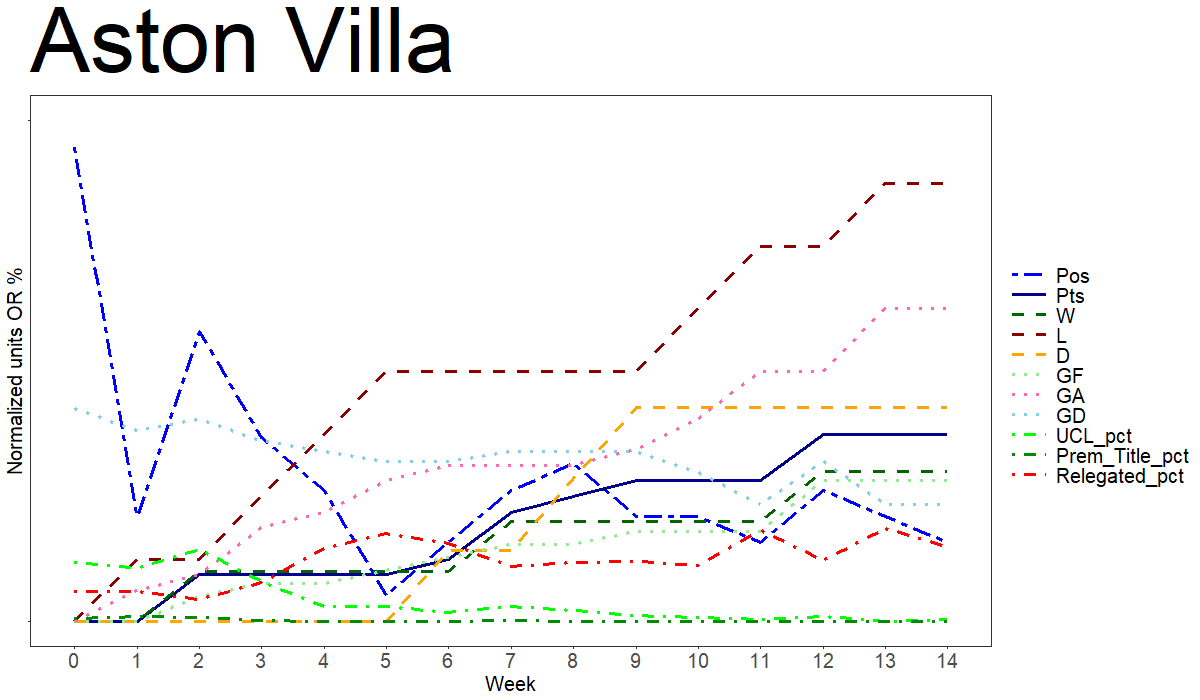 Aston Villa
Normalized units OR %
Pos
Pts
W
L
D
GF
GA
GD
UCL_pct
Prem_Title_pct
Relegated_pct
0 1 2 3 4 5 6 7 8 9 10 11 12 13 14
Week